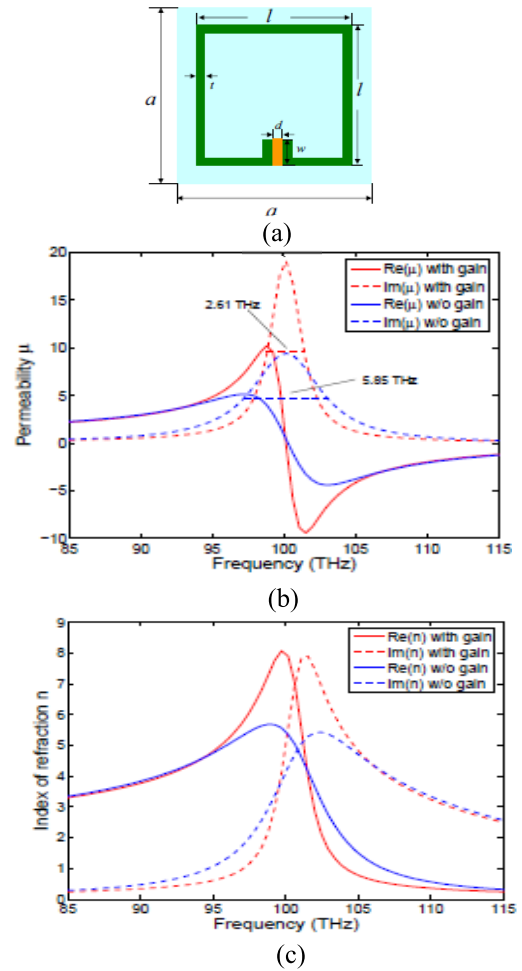 l
a
t
l
d
w
a
(a)
20
15
10
5
0
−5
−10
Permeability μ
Re(μ) with gain
Im(μ) with gain
Re(μ) w/o gain
Im(μ) w/o gain
2.61 THz
5.85 THz
85 90 95 100 105 110 115
Frequency (THz)
(b)
9
8
7
6
5
4
3
2
1
0
Index of refraction n
Re(n) with gain
Im(n) with gain
Re(n) w/o gain
Im(n) w/o gain
85 90 95 100 105 110 115
Frequency (THz)
(c)